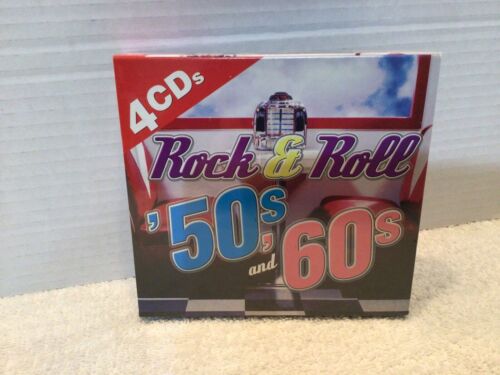 4CDs
Rock & Roll
'50s
and '60s